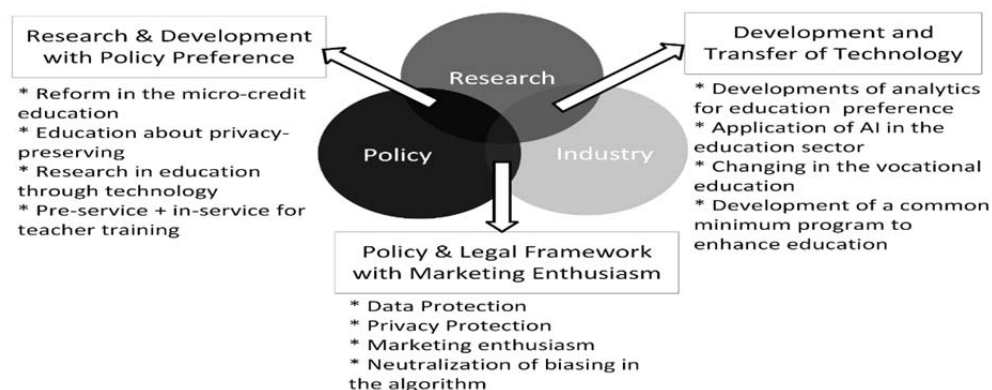 Research & Development
with Policy Preference
* Reform in the micro-credit
education
* Education about privacy-
preserving
* Research in education
through technology
* Pre-service + in-service for
teacher training
Research
Policy
Industry
Development and
Transfer of Technology
* Developments of analytics
for education preference
* Application of AI in the
education sector
* Changing in the vocational
education
* Development of a common
minimum program to
enhance education
Policy & Legal Framework
with Marketing Enthusiasm
* Data Protection
* Privacy Protection
* Marketing enthusiasm
* Neutralization of biasing in
the algorithm